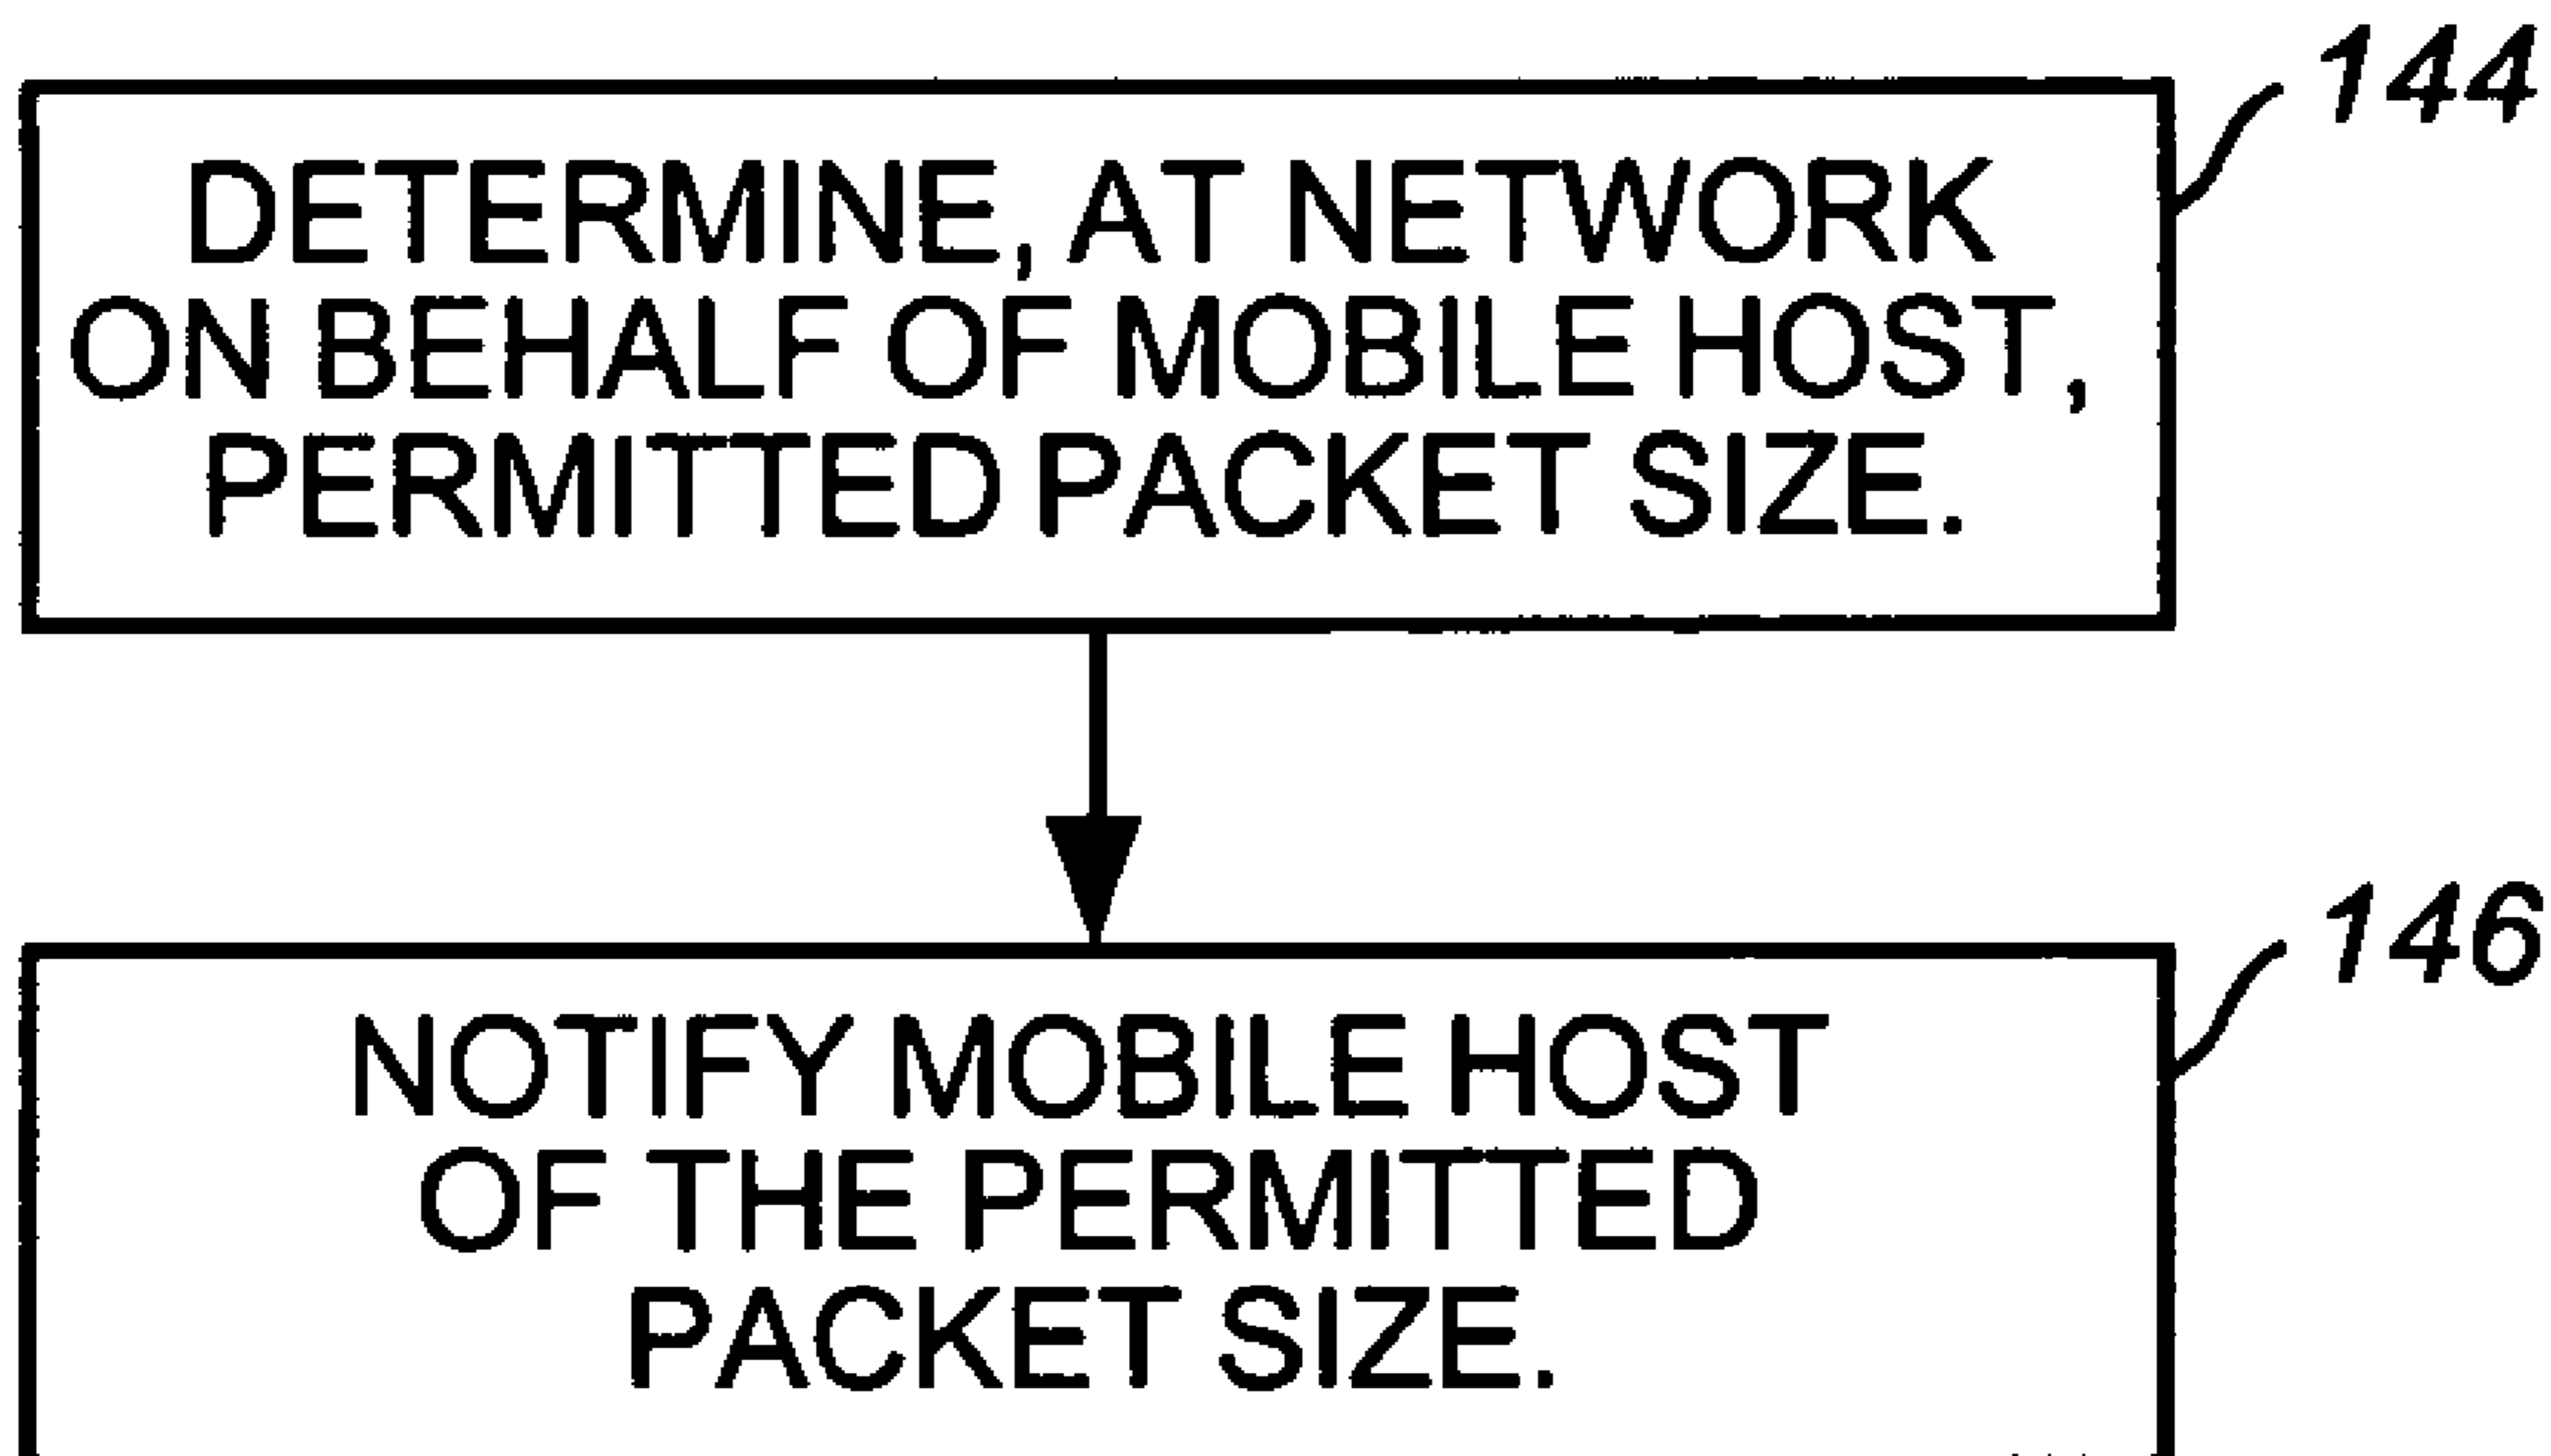 144
DETERMINE, AT NETWORK
ON BEHALF OF MOBILE HOST,
PERMITTED PACKET SIZE.
146
NOTIFY MOBILE HOST
OF THE PERMITTED
PACKET SIZE.